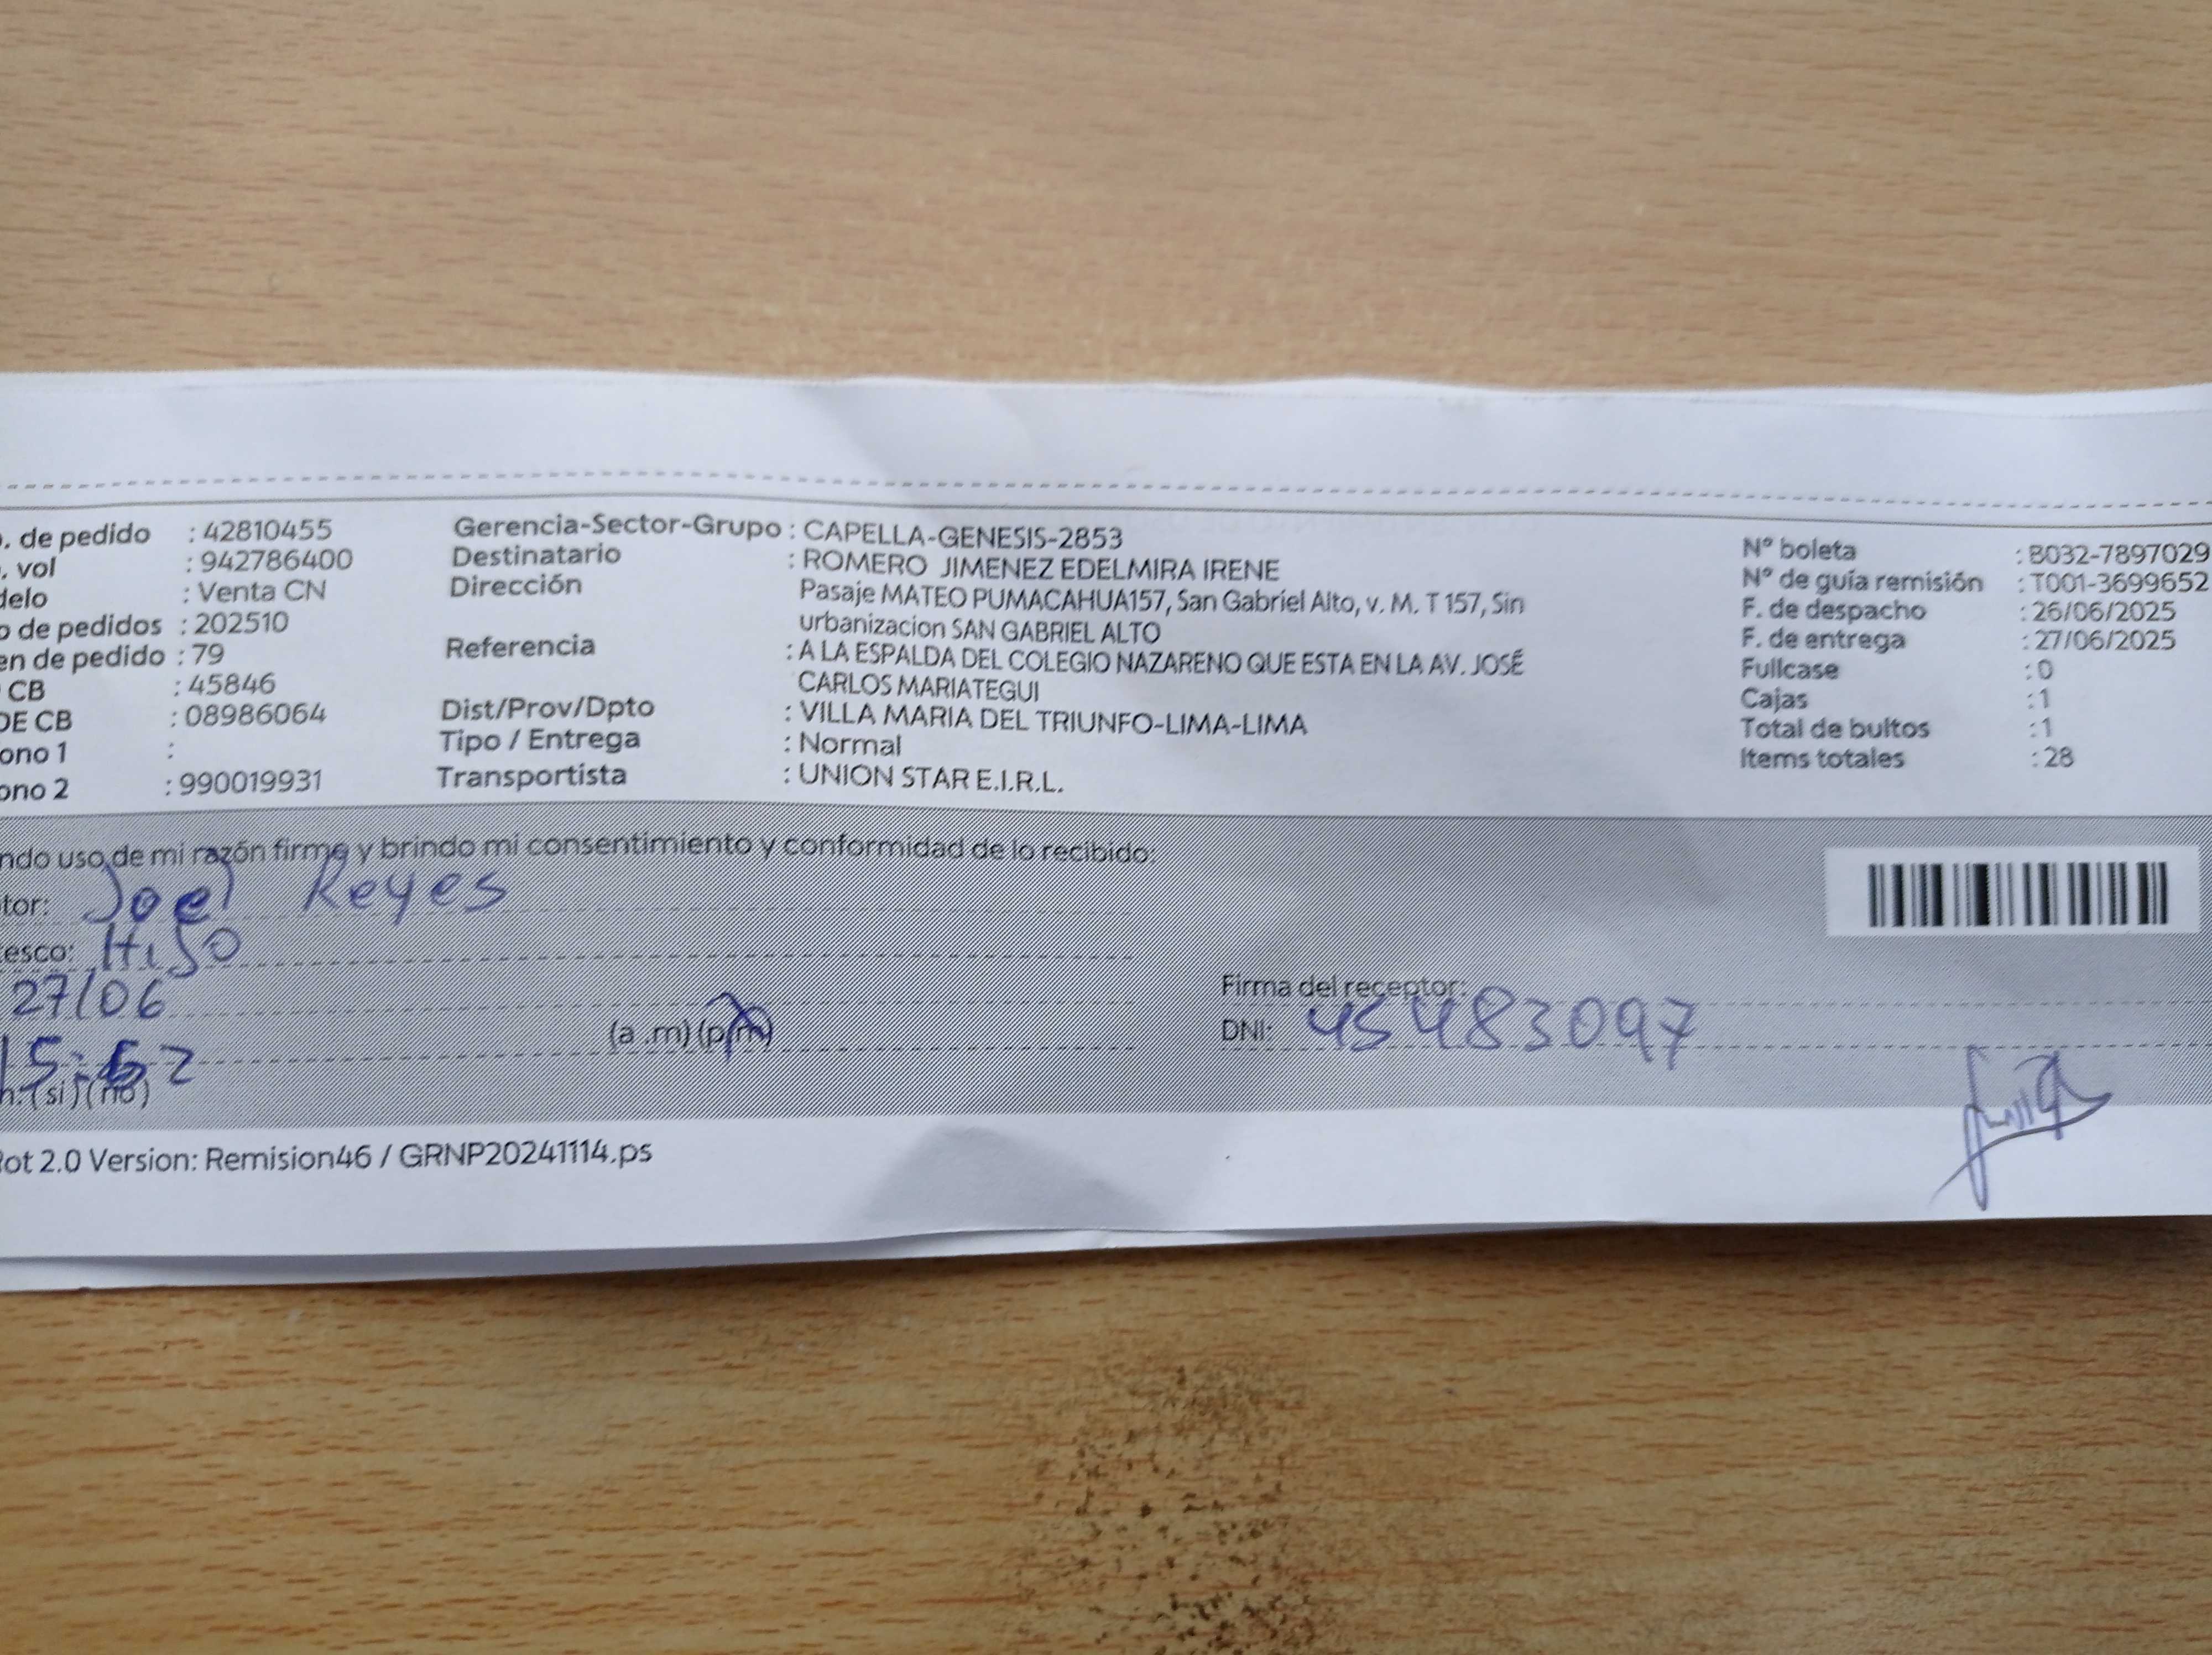 . de pedido : 42810455 Gerencia-Sector-Grupo : CAPELLA-GENESIS-2853 N° boleta : B032-7897029
. vol : 942786400 Destinatario : ROMERO JIMENEZ EDELMIRA IRENE N° de guía remisión : T001-3699652
delo : Venta CN Dirección Pasaje MATEO PUMACAHUA157, San Gabriel Alto, v. M. T 157, Sin F. de despacho : 26/06/2025
o de pedidos : 202510 urbanizacion SAN GABRIEL ALTO F. de entrega : 27/06/2025
en de pedido : 79 Referencia : A LA ESPALDA DEL COLEGIO NAZARENO QUE ESTA EN LA AV. JOSÉ Fullcase : 0
CB : 45846 CARLOS MARIATEGUI Cajas : 1
DE CB : 08986064 Dist/Prov/Dpto : VILLA MARIA DEL TRIUNFO-LIMA-LIMA Total de bultos : 1
ono 1 : Tipo / Entrega : Normal Items totales : 28
ono 2 : 990019931 Transportista : UNION STAR E.I.R.L.
ndo uso de mi razón firme y brindo mi consentimiento y conformidad de lo recibido:
tor: Joel Reyes
esco: HiJo
27/06 Firma del receptor:
(a .m) (p.m) DNI: 45483097
15:52
n: (si) (no)
Rot 2.0 Version: Remision46 / GRNP20241114.ps